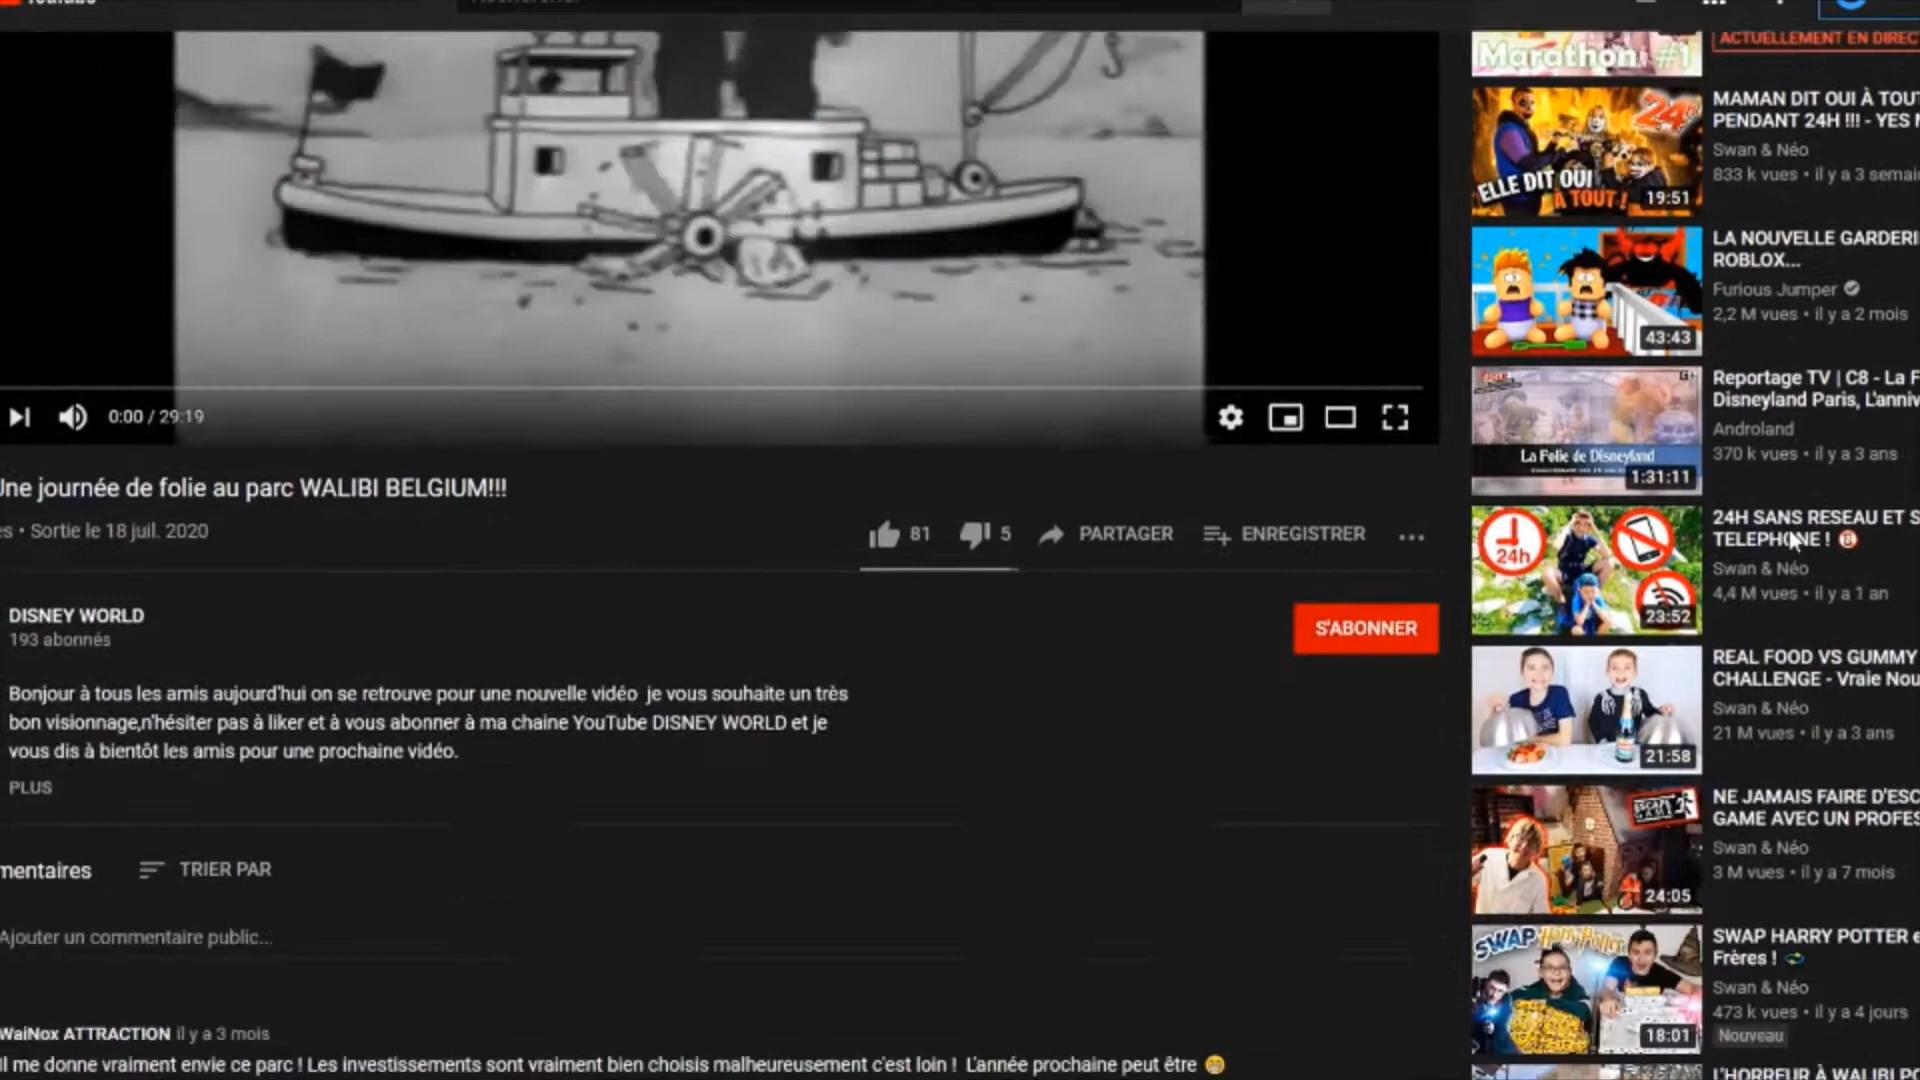 0:00 / 29:19
Une journée de folie au parc WALIBI BELGIUM!!!
es • Sortie le 18 juil. 2020
81
5
PARTAGER
ENREGISTRER
DISNEY WORLD
193 abonnés
S'ABONNER
Bonjour à tous les amis aujourd'hui on se retrouve pour une nouvelle vidéo je vous souhaite un très
bon visionnage,n'hésiter pas à liker et à vous abonner à ma chaine YouTube DISNEY WORLD et je
vous dis à bientôt les amis pour une prochaine vidéo.
PLUS
mentaires
TRIER PAR
Ajouter un commentaire public...
WaiNox ATTRACTION il y a 3 mois
Il me donne vraiment envie ce parc ! Les investissements sont vraiment bien choisis malheureusement c'est loin ! L'année prochaine peut être 😁
Marathon #1
ACTUELLEMENT EN DIREC
24
ELLE DIT OUI
À TOUT !
19:51
MAMAN DIT OUI À TOUT
PENDANT 24H !!! - YES
Swan & Néo
833 k vues • il y a 3 semai
43:43
LA NOUVELLE GARDERI
ROBLOX...
Furious Jumper
2,2 M vues • il y a 2 mois
La Folie de Disneyland
1:31:11
Reportage TV | C8 - La F
Disneyland Paris, L'anniv
Androland
370 k vues • il y a 3 ans
24h
23:52
24H SANS RESEAU ET S
TELEPHONE !
Swan & Néo
4,4 M vues • il y a 1 an
21:58
REAL FOOD VS GUMMY
CHALLENGE - Vraie Nou
Swan & Néo
21 M vues • il y a 3 ans
ESCAPE
24:05
NE JAMAIS FAIRE D'ESC
GAME AVEC UN PROFES
Swan & Néo
3 M vues • il y a 7 mois
SWAP Harry Potter
18:01
SWAP HARRY POTTER e
Frères !
Swan & Néo
473 k vues • il y a 4 jours
Nouveau
L'HORREUR À WALIBI